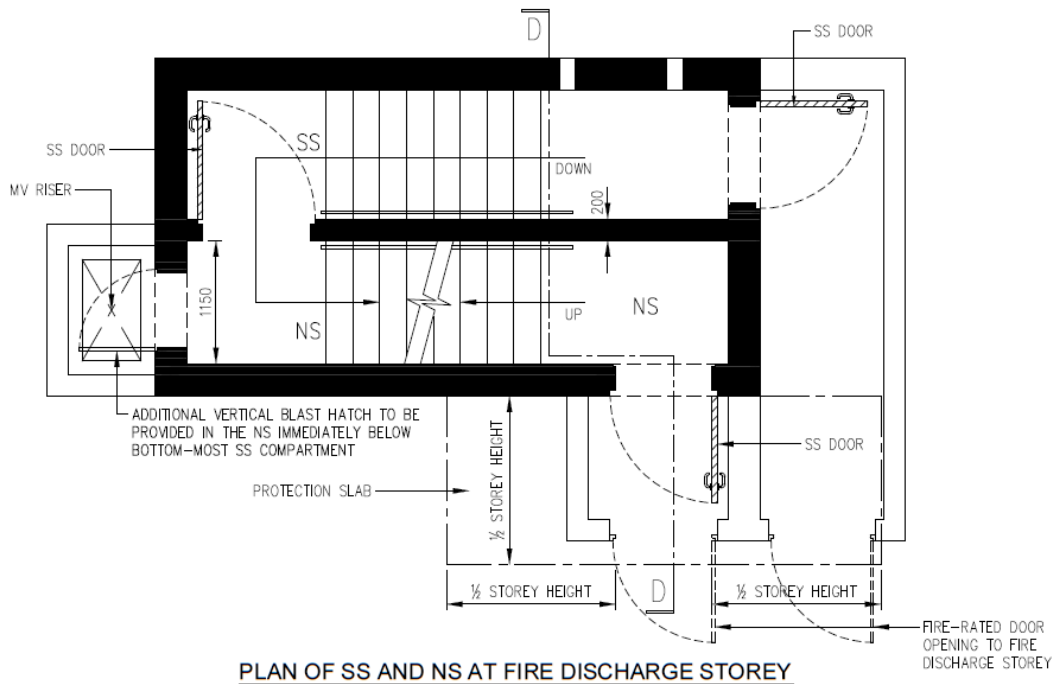 D
SS DOOR
SS
SS DOOR
DOWN
MV RISER
200
1150
NS
NS
UP
ADDITIONAL VERTICAL BLAST HATCH TO BE
PROVIDED IN THE NS IMMEDIATELY BELOW
BOTTOM-MOST SS COMPARTMENT
½ STOREY HEIGHT
SS DOOR
PROTECTION SLAB
½ STOREY HEIGHT
D
½ STOREY HEIGHT
FIRE-RATED DOOR
OPENING TO FIRE
DISCHARGE STOREY
PLAN OF SS AND NS AT FIRE DISCHARGE STOREY